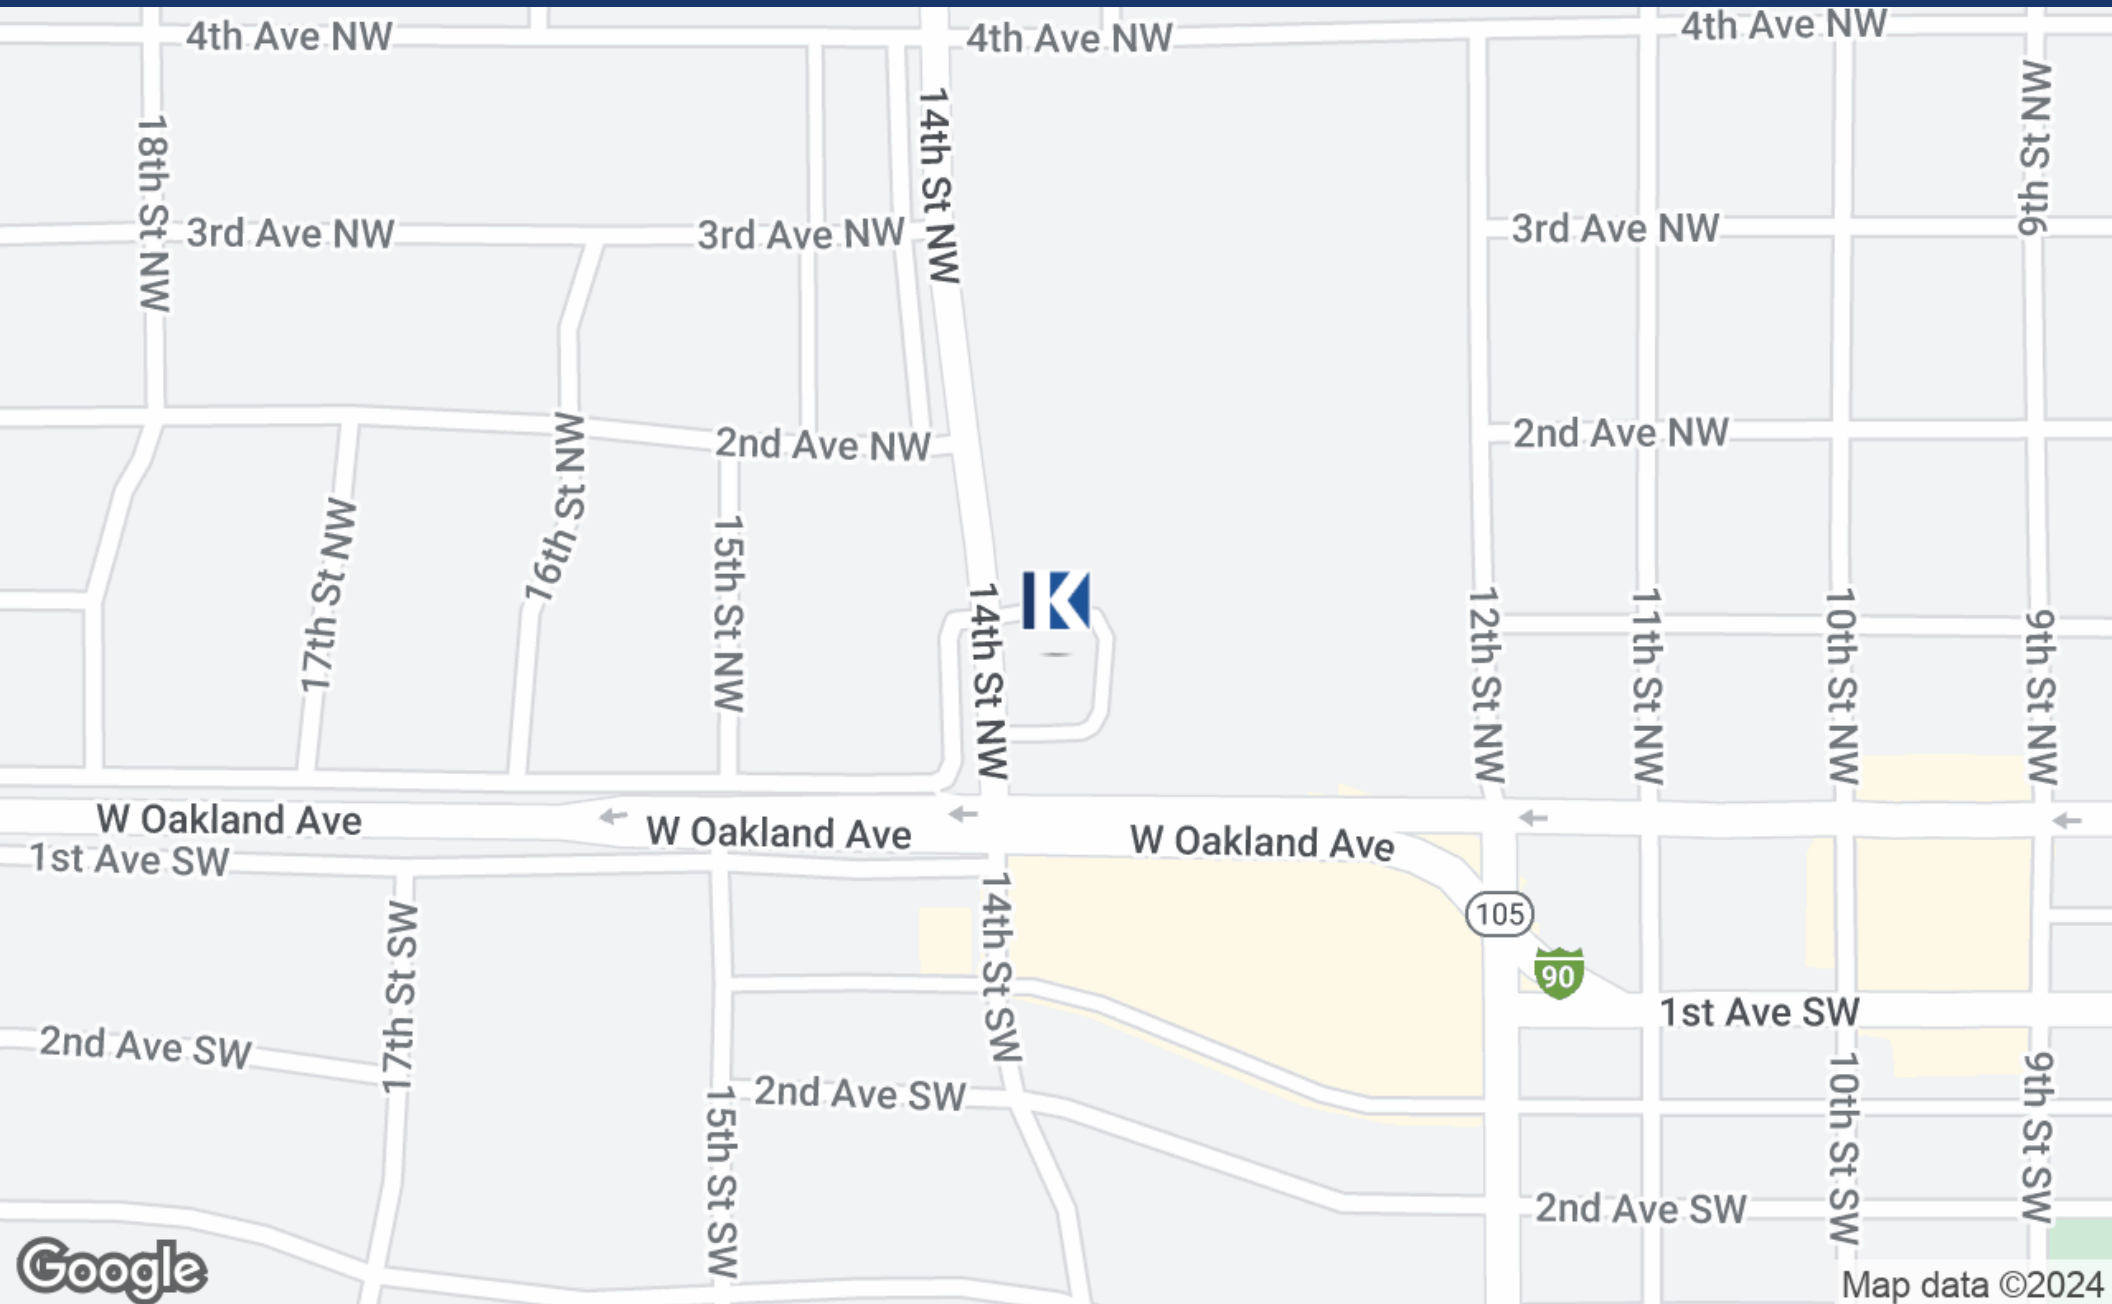 4th Ave NW
4th Ave NW
4th Ave NW
18th St NW
14th St NW
9th St NW
3rd Ave NW
3rd Ave NW
3rd Ave NW
2nd Ave NW
2nd Ave NW
16th St NW
17th St NW
15th St NW
14th St NW
IK
12th St NW
11th St NW
10th St NW
9th St NW
W Oakland Ave
W Oakland Ave
W Oakland Ave
1st Ave SW
14th St SW
105
90
1st Ave SW
17th St SW
2nd Ave SW
2nd Ave SW
15th St SW
10th St SW
9th St SW
2nd Ave SW
Google
Map data ©2024